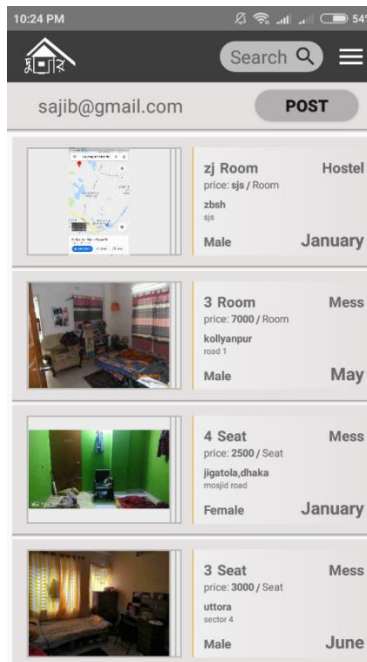 10:24 PM
54%
Search
sajib@gmail.com
POST
zj Room
Hostel
price: sjs / Room
zbsh
sjs
Male
January
3 Room
Mess
price: 7000 / Room
kollyanpur
road 1
Male
May
4 Seat
Mess
price: 2500 / Seat
jigatola,dhaka
mosjid road
Female
January
3 Seat
Mess
price: 3000 / Seat
uttora
sector 4
Male
June